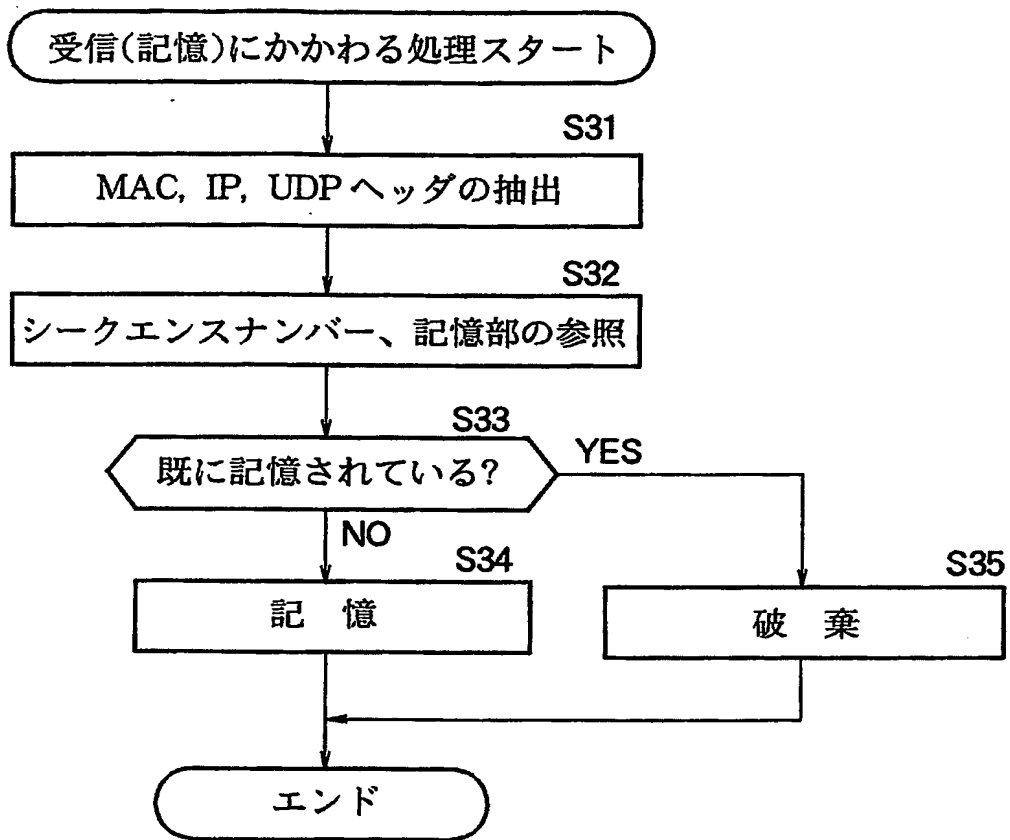 受信(記憶)にかかわる処理スタート
S31
MAC, IP, UDPヘッダの抽出
S32
シークエンスナンバー、記憶部の参照
S33
既に記憶されている?
YES
NO
S34
記 憶
S35
破 棄
エンド